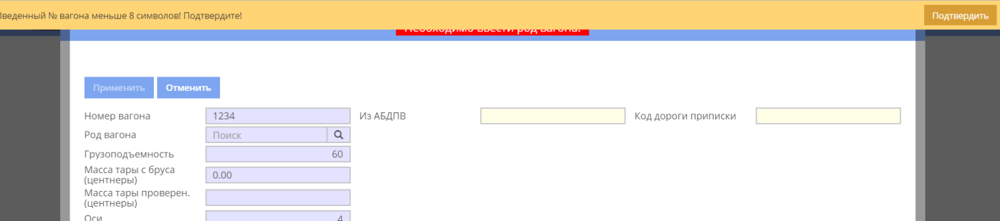 Введенный № вагона меньше 8 символов! Подтвердите!
Подтвердить
Необходимо ввести род вагона!
Применить
Отменить
Номер вагона
1234
Из АБДПВ
Код дороги приписки
Род вагона
Поиск
Грузоподъемность
60
Масса тары с бруса
(центнеры)
0.00
Масса тары проверен.
(центнеры)
Оси
4